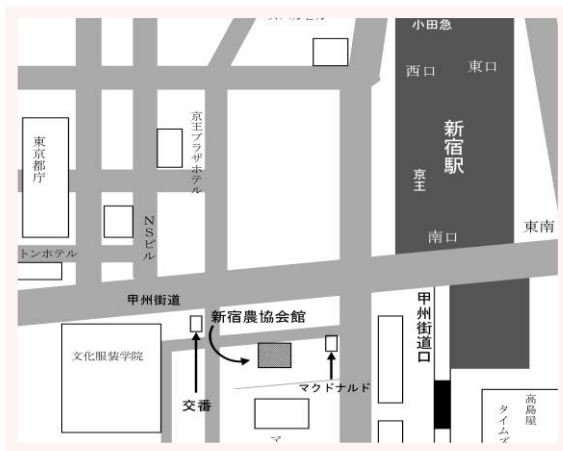 小田急
西口
東口
新宿駅
京王
南口
東南
京王プラザホテル
東京都庁
NSビル
トンホテル
甲州街道
新宿農協会館
甲州街道口
文化服装学院
交番
マクドナルド
高島屋
タイムズ
マ